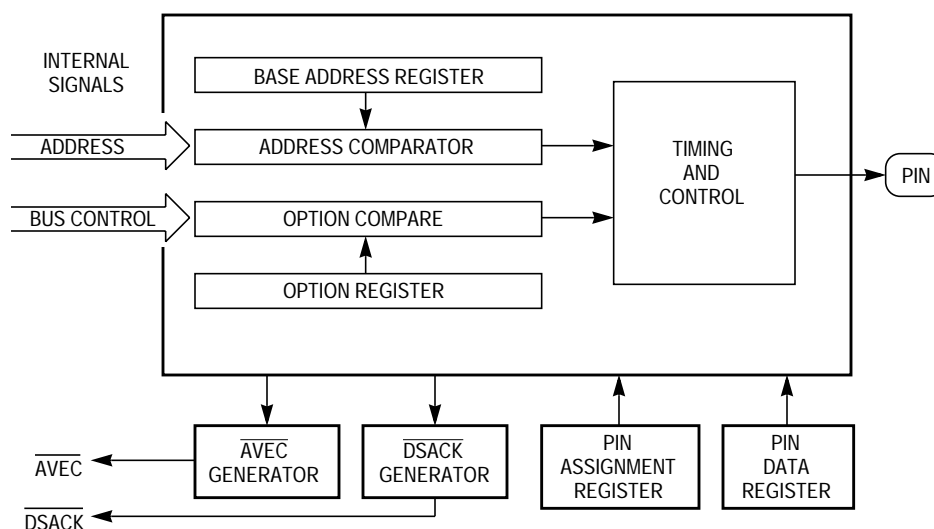 INTERNAL
SIGNALS
BASE ADDRESS REGISTER
ADDRESS
ADDRESS COMPARATOR
TIMING
AND
CONTROL
PIN
BUS CONTROL
OPTION COMPARE
OPTION REGISTER
AVEC
GENERATOR
DSACK
GENERATOR
PIN
ASSIGNMENT
REGISTER
PIN
DATA
REGISTER
AVEC
DSACK